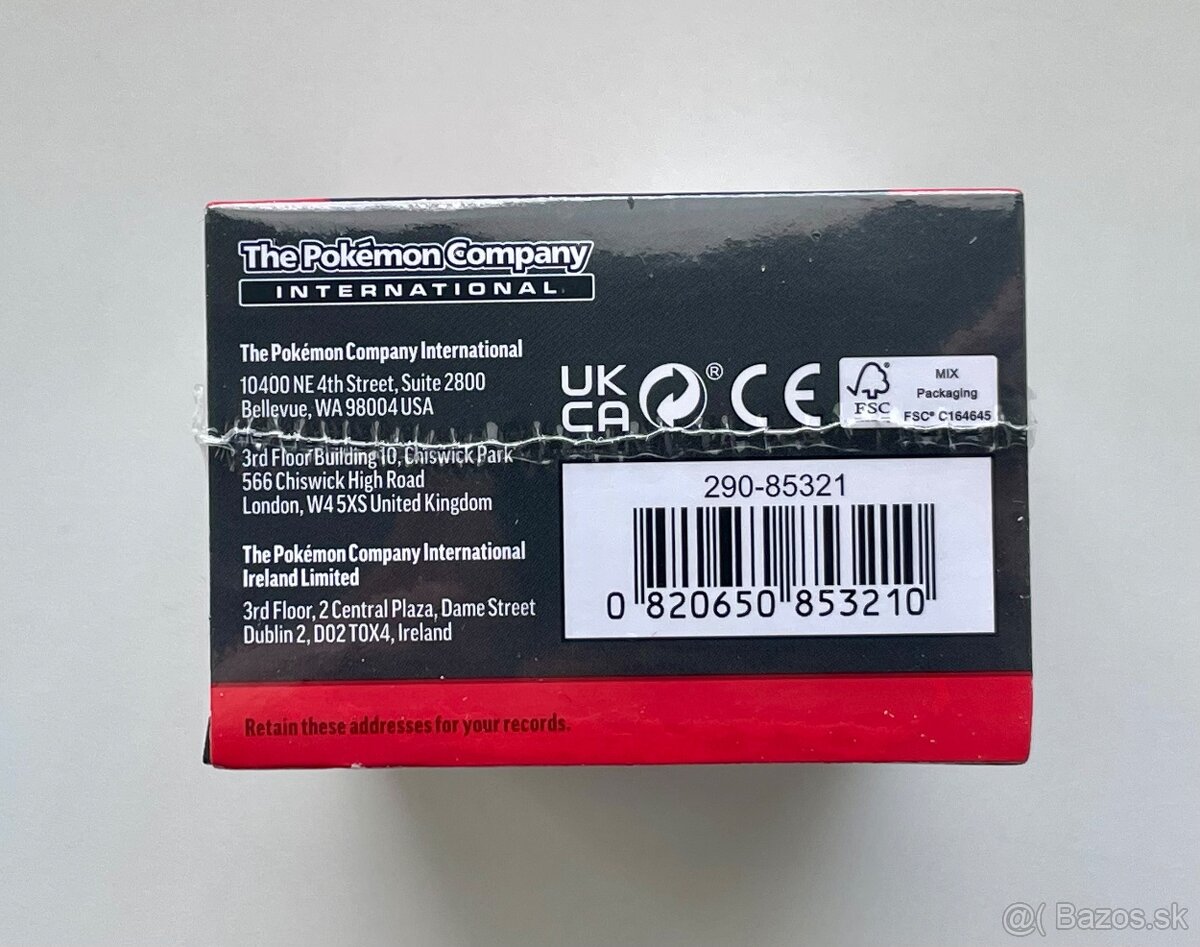 The Pokémon Company
INTERNATIONAL
The Pokémon Company International
10400 NE 4th Street, Suite 2800
Bellevue, WA 98004 USA
3rd Floor Building 10, Chiswick Park
566 Chiswick High Road
London, W4 5XS United Kingdom
The Pokémon Company International
Ireland Limited
3rd Floor, 2 Central Plaza, Dame Street
Dublin 2, D02 T0X4, Ireland
UK
CA
® CE
FSC
MIX
Packaging
FSC® C164645
290-85321
0 820650 853210
Retain these addresses for your records.
@( Bazos.sk